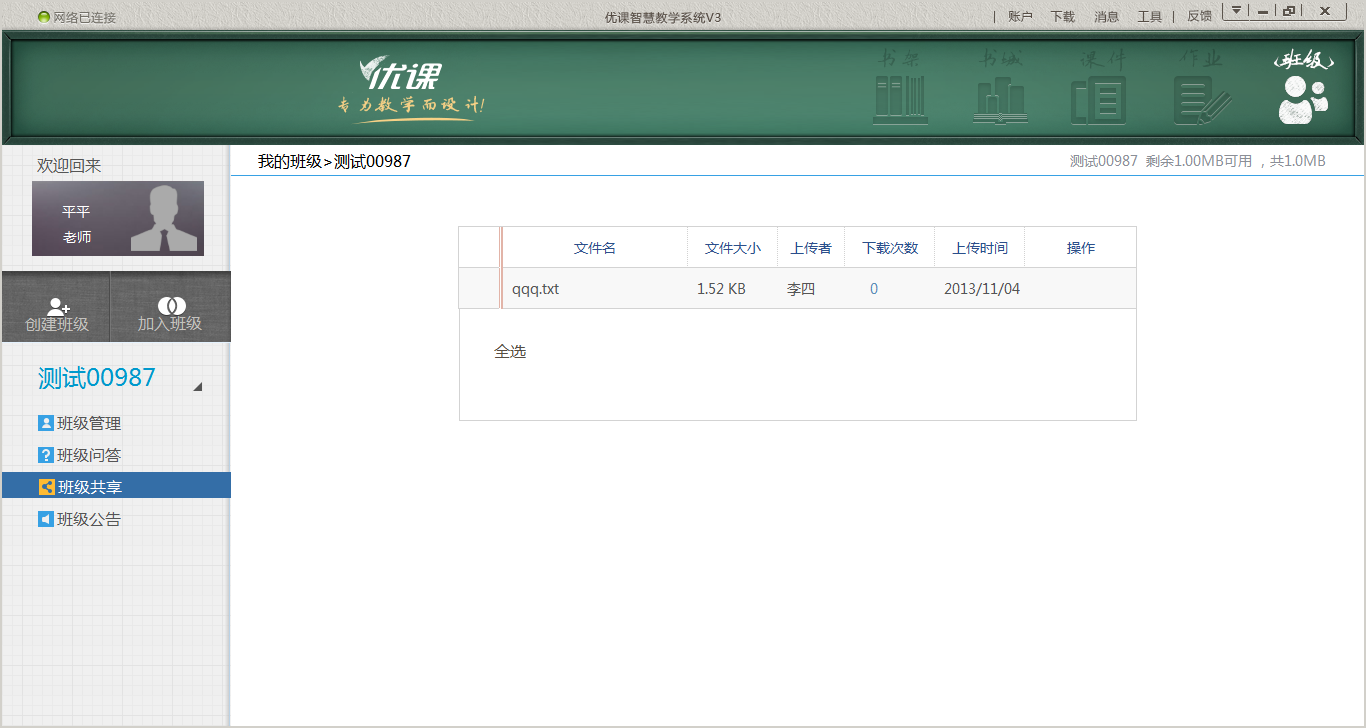 网络已连接
优课智慧教学系统V3
| 账户 下载 消息 工具 | 反馈
优课
专为教学而设计!
书架 书城 课件 作业 班级
欢迎回来
平平
老师
创建班级 加入班级
测试00987
班级管理
班级问答
班级共享
班级公告
我的班级>测试00987
测试00987 剩余1.00MB可用 ，共1.0MB
文件名 文件大小 上传者 下载次数 上传时间 操作
qqq.txt 1.52 KB 李四 0 2013/11/04
全选